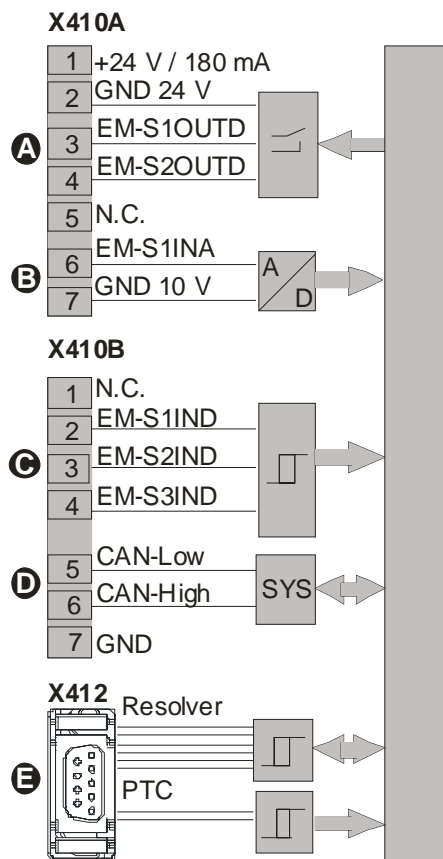 X410A
1 +24 V / 180 mA
2 GND 24 V
A 3 EM-S1OUTD
4 EM-S2OUTD
5 N.C.
B 6 EM-S1INA A
7 GND 10 V D
X410B
1 N.C.
2 EM-S1IND
C 3 EM-S2IND
4 EM-S3IND
D 5 CAN-Low SYS
6 CAN-High
7 GND
X412
Resolver
E PTC